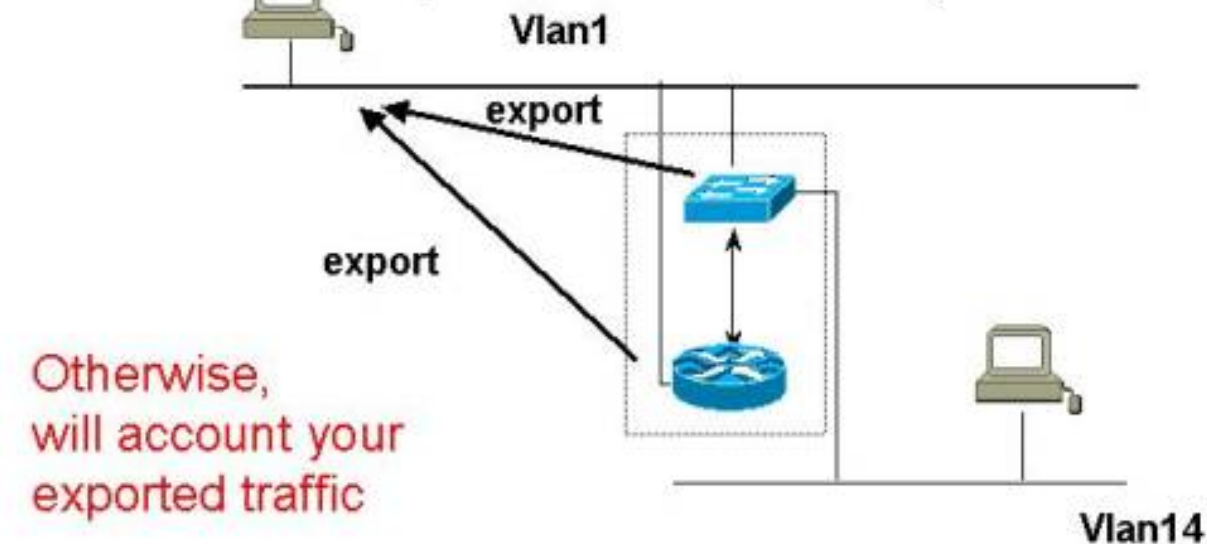 Vlan1
export
export
Otherwise,
will account your
exported traffic
Vlan14